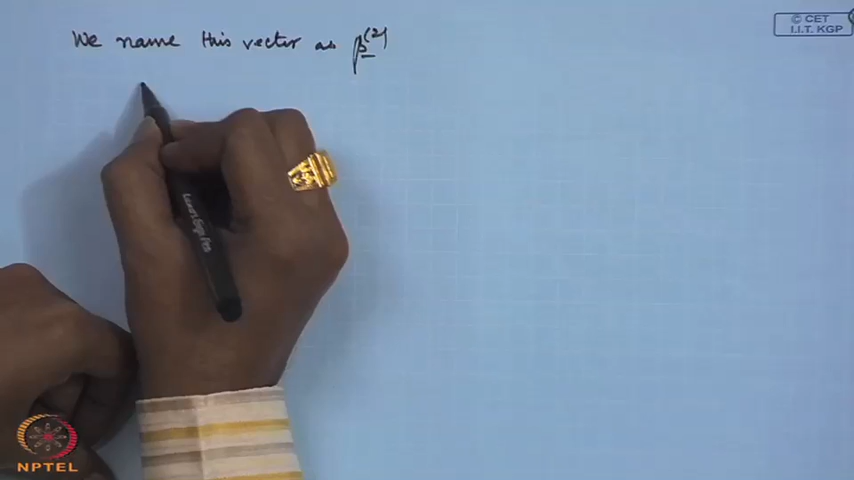 We name this vector as β^(2)
© CET
I.I.T. KGP
NPTEL